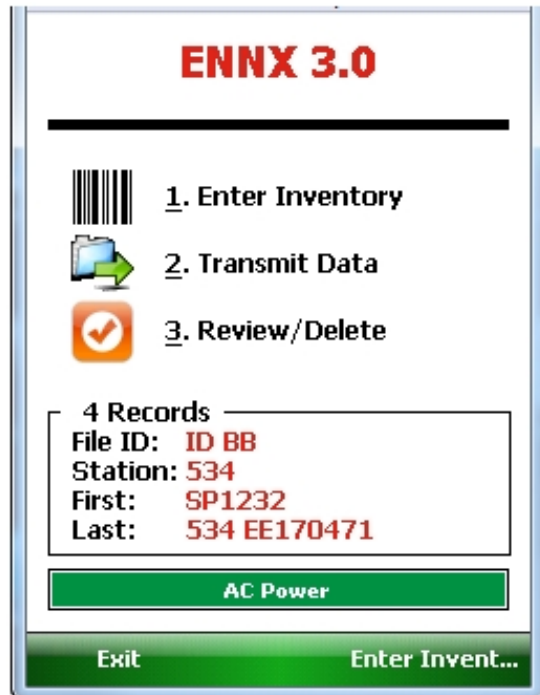 ENNX 3.0
1. Enter Inventory
2. Transmit Data
3. Review/Delete
4 Records
File ID: ID BB
Station: 534
First: SP1232
Last: 534 EE170471
AC Power
Exit Enter Invent...